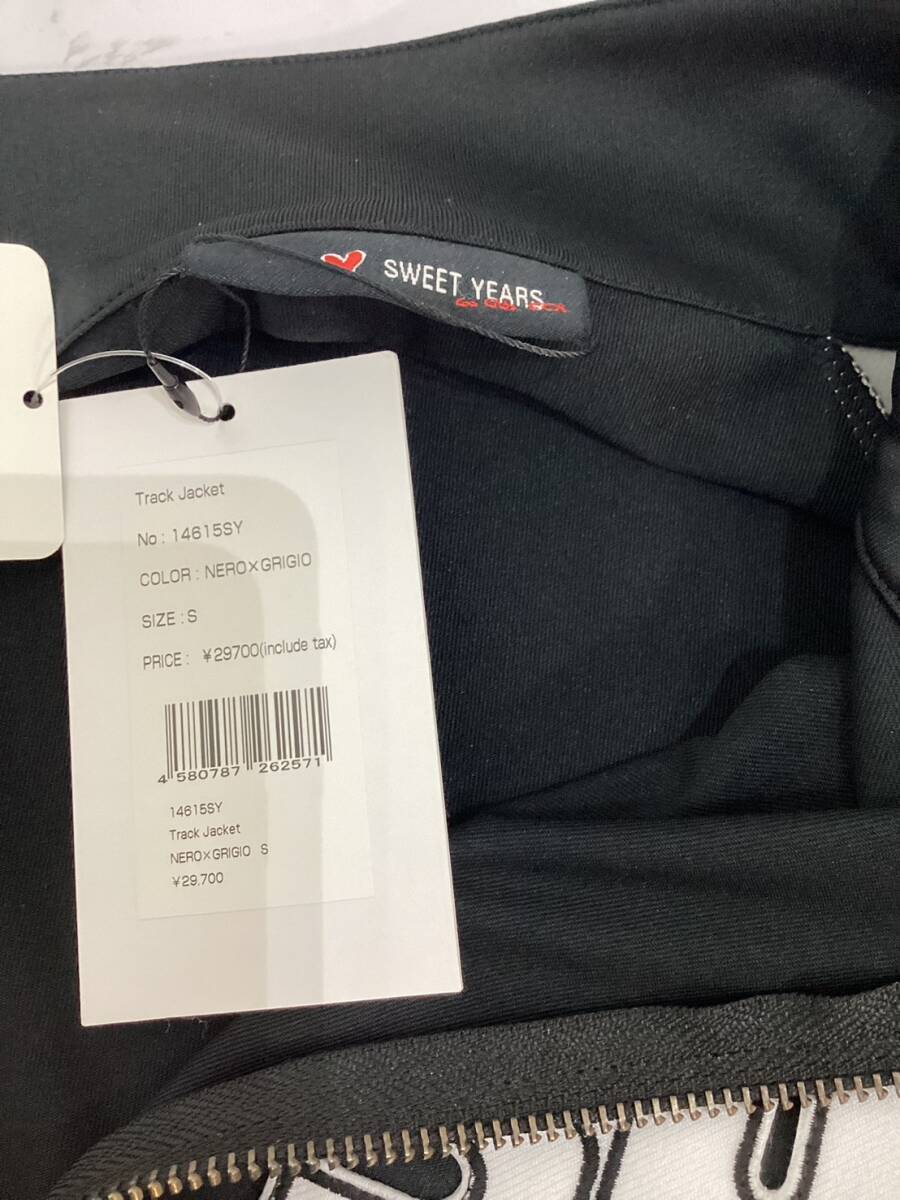 SWEET YEARS
Track Jacket
No : 14615SY
COLOR : NERO×GRIGIO
SIZE : S
PRICE : ¥29700(include tax)
4 580787 262571
14615SY
Track Jacket
NERO×GRIGIO S
¥29,700